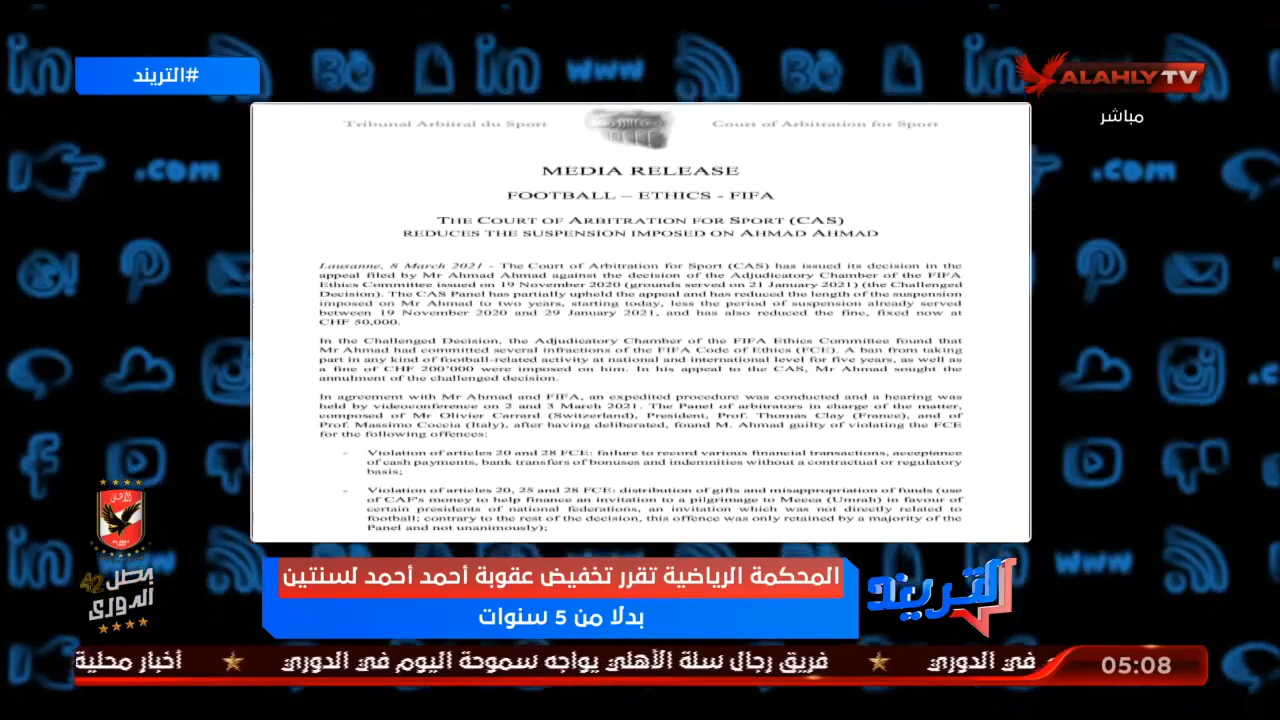 #التريند
ALAHLY TV
مباشر
Tribunal Arbitral du Sport
Court of Arbitration for Sport
MEDIA RELEASE
FOOTBALL – ETHICS - FIFA
THE COURT OF ARBITRATION FOR SPORT (CAS)
REDUCES THE SUSPENSION IMPOSED ON AHMAD AHMAD
Lausanne, 8 March 2021 - The Court of Arbitration for Sport (CAS) has issued its decision in the
appeal filed by Mr Ahmad Ahmad against the decision of the Adjudicatory Chamber of the FIFA
Ethics Committee issued on 19 November 2020 (grounds served on 21 January 2021) (the Challenged
Decision). The CAS Panel has partially upheld the appeal and has reduced the length of the suspension
imposed on Mr Ahmad to two years, starting today, less the period of suspension already served
between 19 November 2020 and 29 January 2021, and has also reduced the fine, fixed now at
CHF 50,000.
In the Challenged Decision, the Adjudicatory Chamber of the FIFA Ethics Committee found that
Mr Ahmad had committed several infractions of the FIFA Code of Ethics (FCE). A ban from taking
part in any kind of football-related activity at national and international level for five years, as well as
a fine of CHF 200'000 were imposed on him. In his appeal to the CAS, Mr Ahmad sought the
annulment of the challenged decision.
In agreement with Mr Ahmad and FIFA, an expedited procedure was conducted and a hearing was
held by videoconference on 2 and 3 March 2021. The Panel of arbitrators in charge of the matter,
composed of Mr Olivier Carrard (Switzerland), President, Prof. Thomas Clay (France), and of
Prof. Massimo Coccia (Italy), after having deliberated, found M. Ahmad guilty of violating the FCE
for the following offences:
- Violation of articles 20 and 28 FCE: failure to record various financial transactions, acceptance
of cash payments, bank transfers of bonuses and indemnities without a contractual or regulatory
basis;
- Violation of articles 20, 25 and 28 FCE: distribution of gifts and misappropriation of funds (use
of CAF's money to help finance an invitation to a pilgrimage to Mecca (Umrah) in favour of
certain presidents of national federations, an invitation which was not directly related to
football; contrary to the rest of the decision, this offence was only retained by a majority of the
Panel and not unanimously);
بطل 42
الدورى
المحكمة الرياضية تقرر تخفيض عقوبة أحمد أحمد لسنتين
بدلا من 5 سنوات
التريند
في الدوري ★ فريق رجال سلة الأهلي يواجه سموحة اليوم في الدوري ★ أخبار محلية
05:08